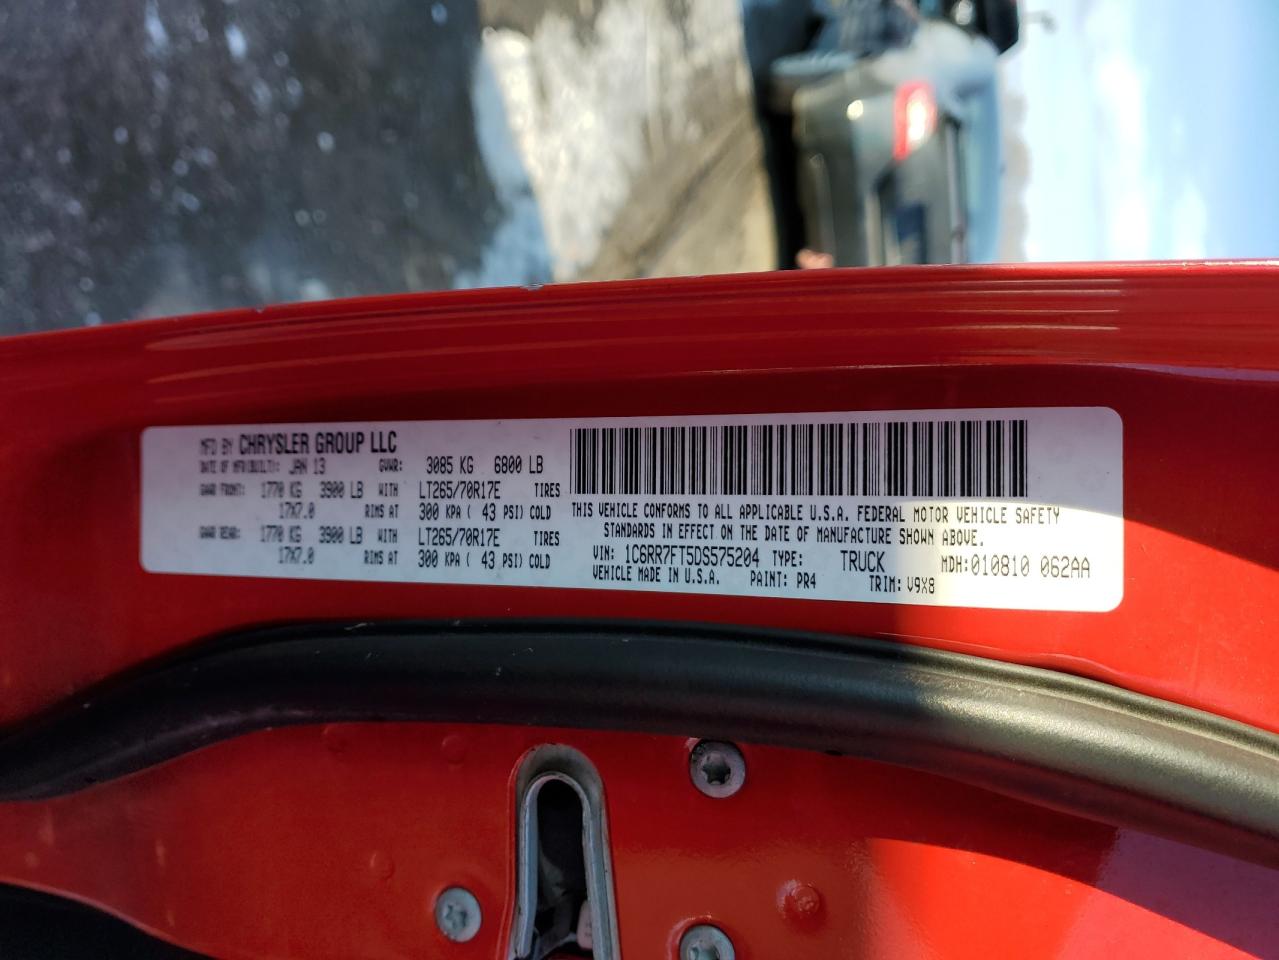 MFD BY CHRYSLER GROUP LLC
DATE OF MFD(BUILT): JAN 13 GVWR: 3085 KG 6800 LB
GAWR FRONT: 1770 KG 3900 LB WITH LT265/70R17E TIRES
17X7.0 RIMS AT 300 KPA ( 43 PSI) COLD
GAWR REAR: 1770 KG 3900 LB WITH LT265/70R17E TIRES
17X7.0 RIMS AT 300 KPA ( 43 PSI) COLD
THIS VEHICLE CONFORMS TO ALL APPLICABLE U.S.A. FEDERAL MOTOR VEHICLE SAFETY
STANDARDS IN EFFECT ON THE DATE OF MANUFACTURE SHOWN ABOVE.
VIN: 1C6RR7FT5DS575204 TYPE: TRUCK MDH:010810 062AA
VEHICLE MADE IN U.S.A. PAINT: PR4 TRIM: V9X8